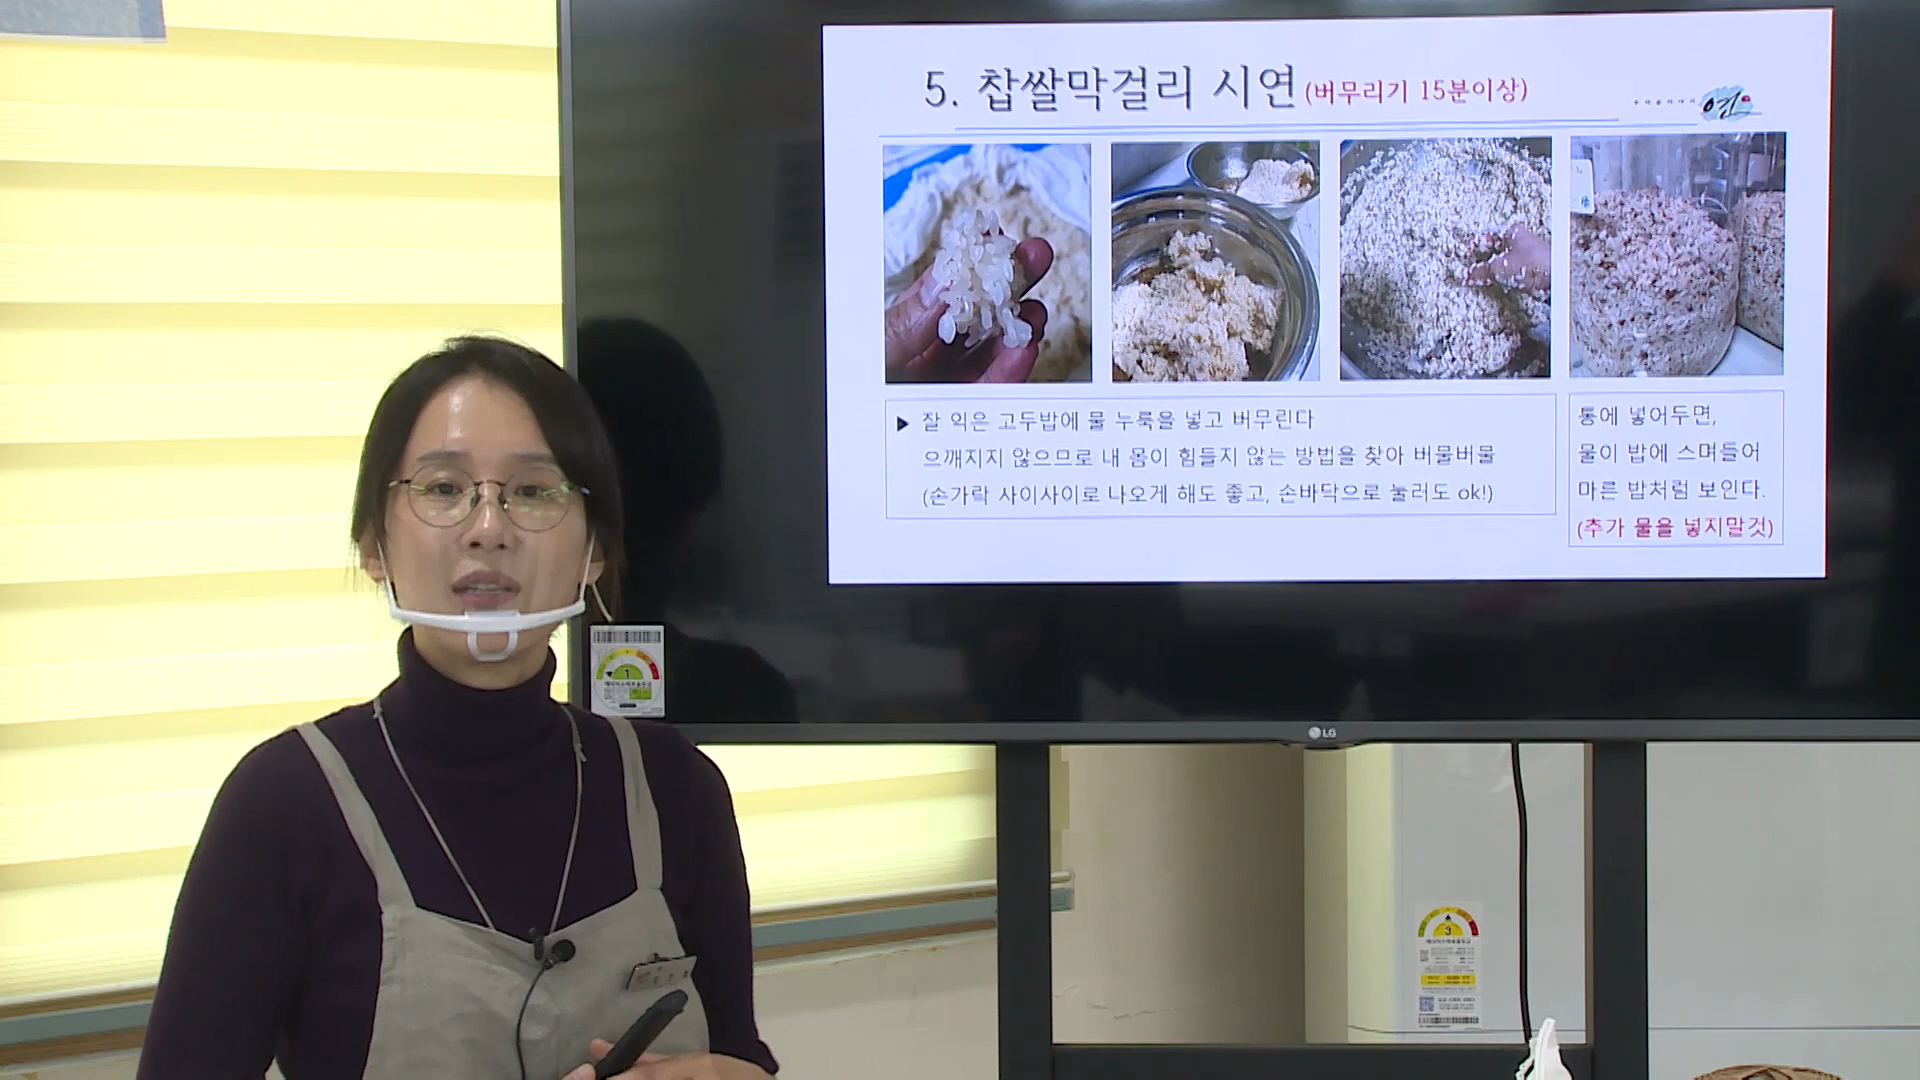 5. 찹쌀막걸리 시연(버무리기 15분이상)
연
▶ 잘 익은 고두밥에 물 누룩을 넣고 버무린다
으깨지지 않으므로 내 몸이 힘들지 않는 방법을 찾아 버물버물
(손가락 사이사이로 나오게 해도 좋고, 손바닥으로 눌러도 ok!)
통에 넣어두면,
물이 밥에 스며들어
마른 밥처럼 보인다.
(추가 물을 넣지말것)
1
LG
3